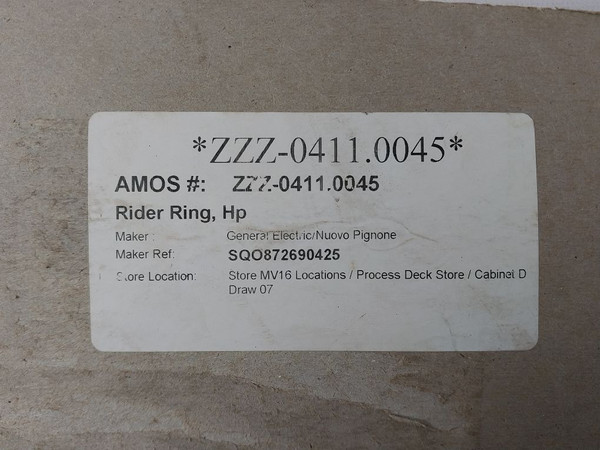 *ZZZ-0411.0045*
AMOS #: ZZZ-0411.0045
Rider Ring, Hp
Maker : General Electric/Nuovo Pignone
Maker Ref: SQO872690425
Store Location: Store MV16 Locations / Process Deck Store / Cabinet D
Draw 07